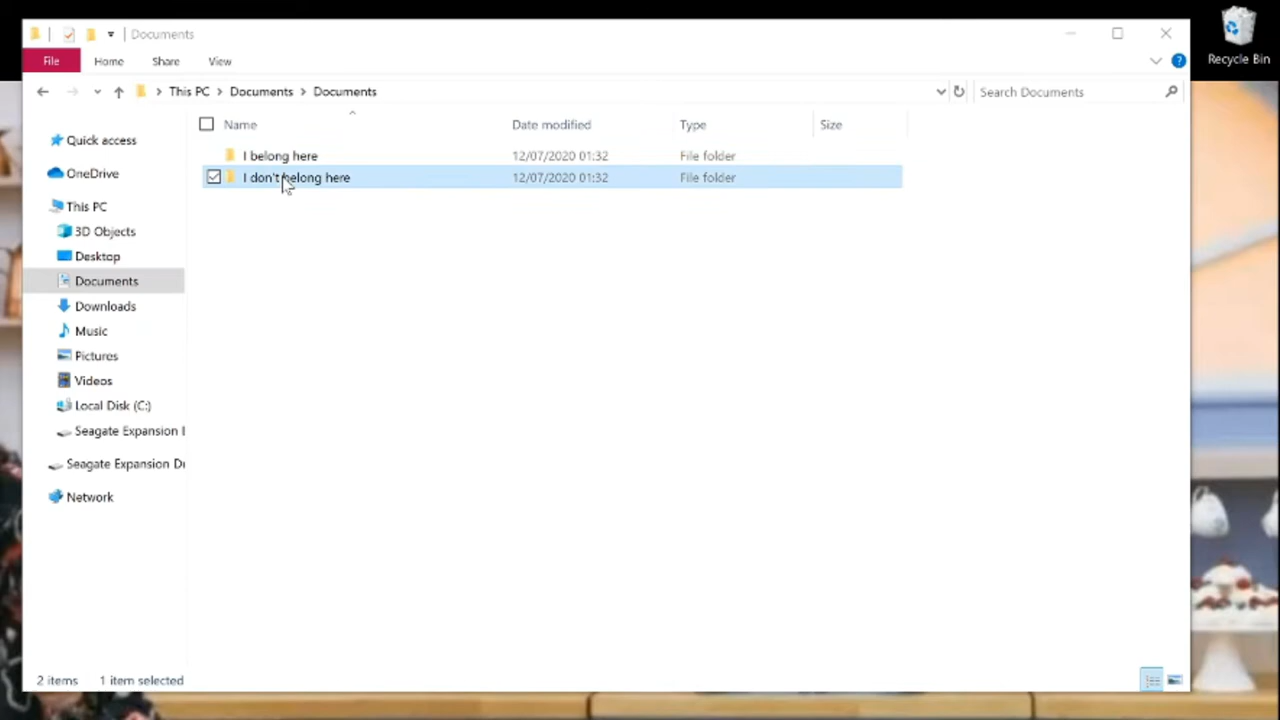 Documents
File Home Share View
This PC Documents Documents
Search Documents
Recycle Bin
Name Date modified Type Size
I belong here 12/07/2020 01:32 File folder
I don't belong here 12/07/2020 01:32 File folder
Quick access
OneDrive
This PC
3D Objects
Desktop
Documents
Downloads
Music
Pictures
Videos
Local Disk (C:)
Seagate Expansion
Seagate Expansion
Network
2 items 1 item selected